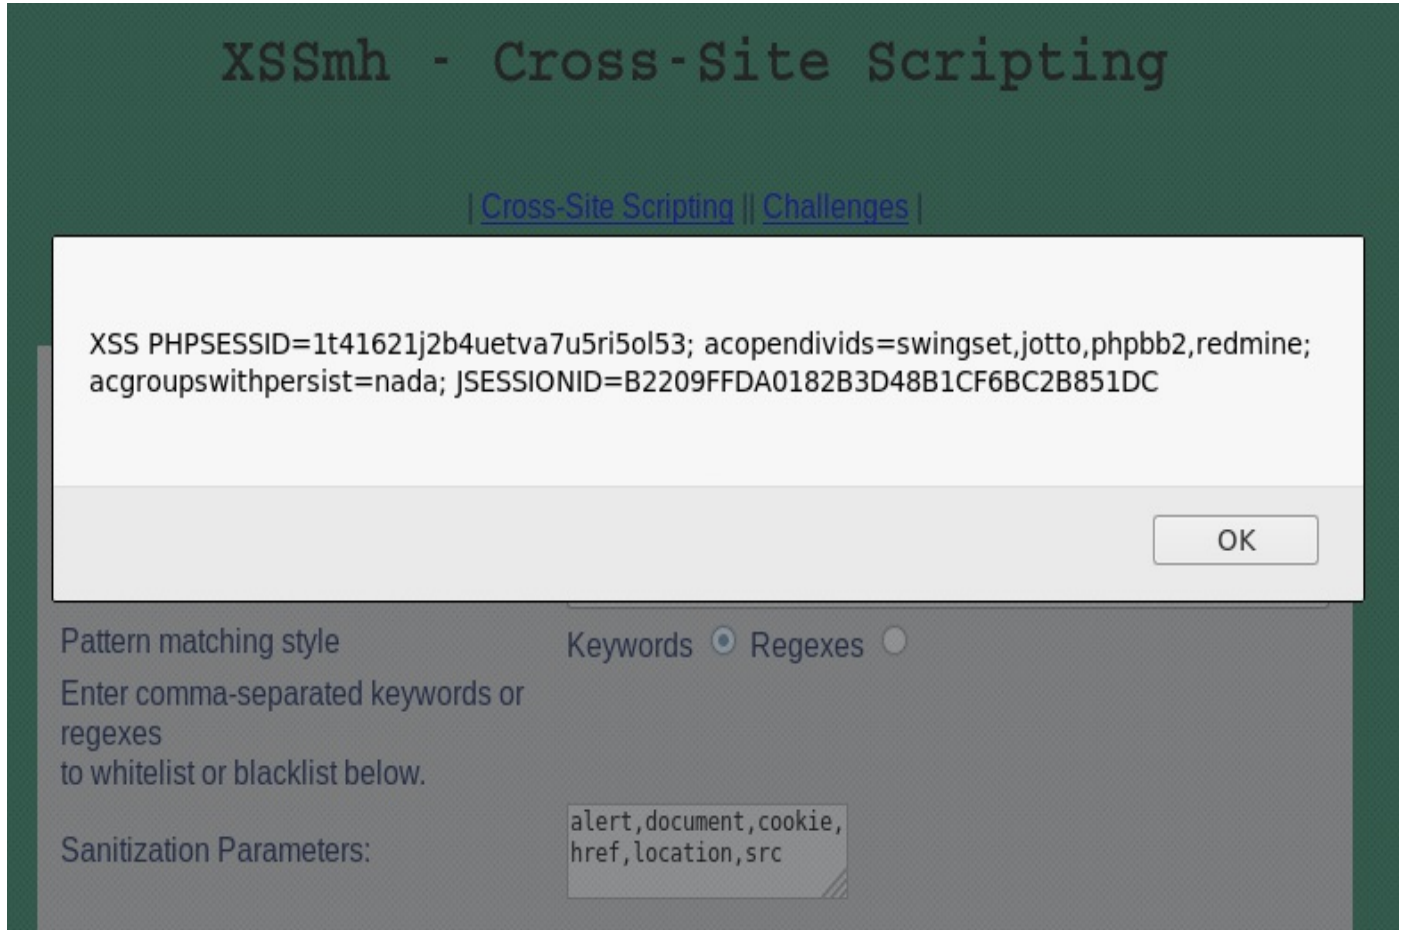 XSSmh - Cross-Site Scripting
| Cross-Site Scripting || Challenges |
XSS PHPSESSID=1t41621j2b4uetva7u5ri5ol53; acopendivids=swingset,jotto,phpbb2,redmine;
acgroupswithpersist=nada; JSESSIONID=B2209FFDA0182B3D48B1CF6BC2B851DC
OK
Pattern matching style
Keywords Regexes
Enter comma-separated keywords or
regexes
to whitelist or blacklist below.
Sanitization Parameters:
alert,document,cookie,
href,location,src